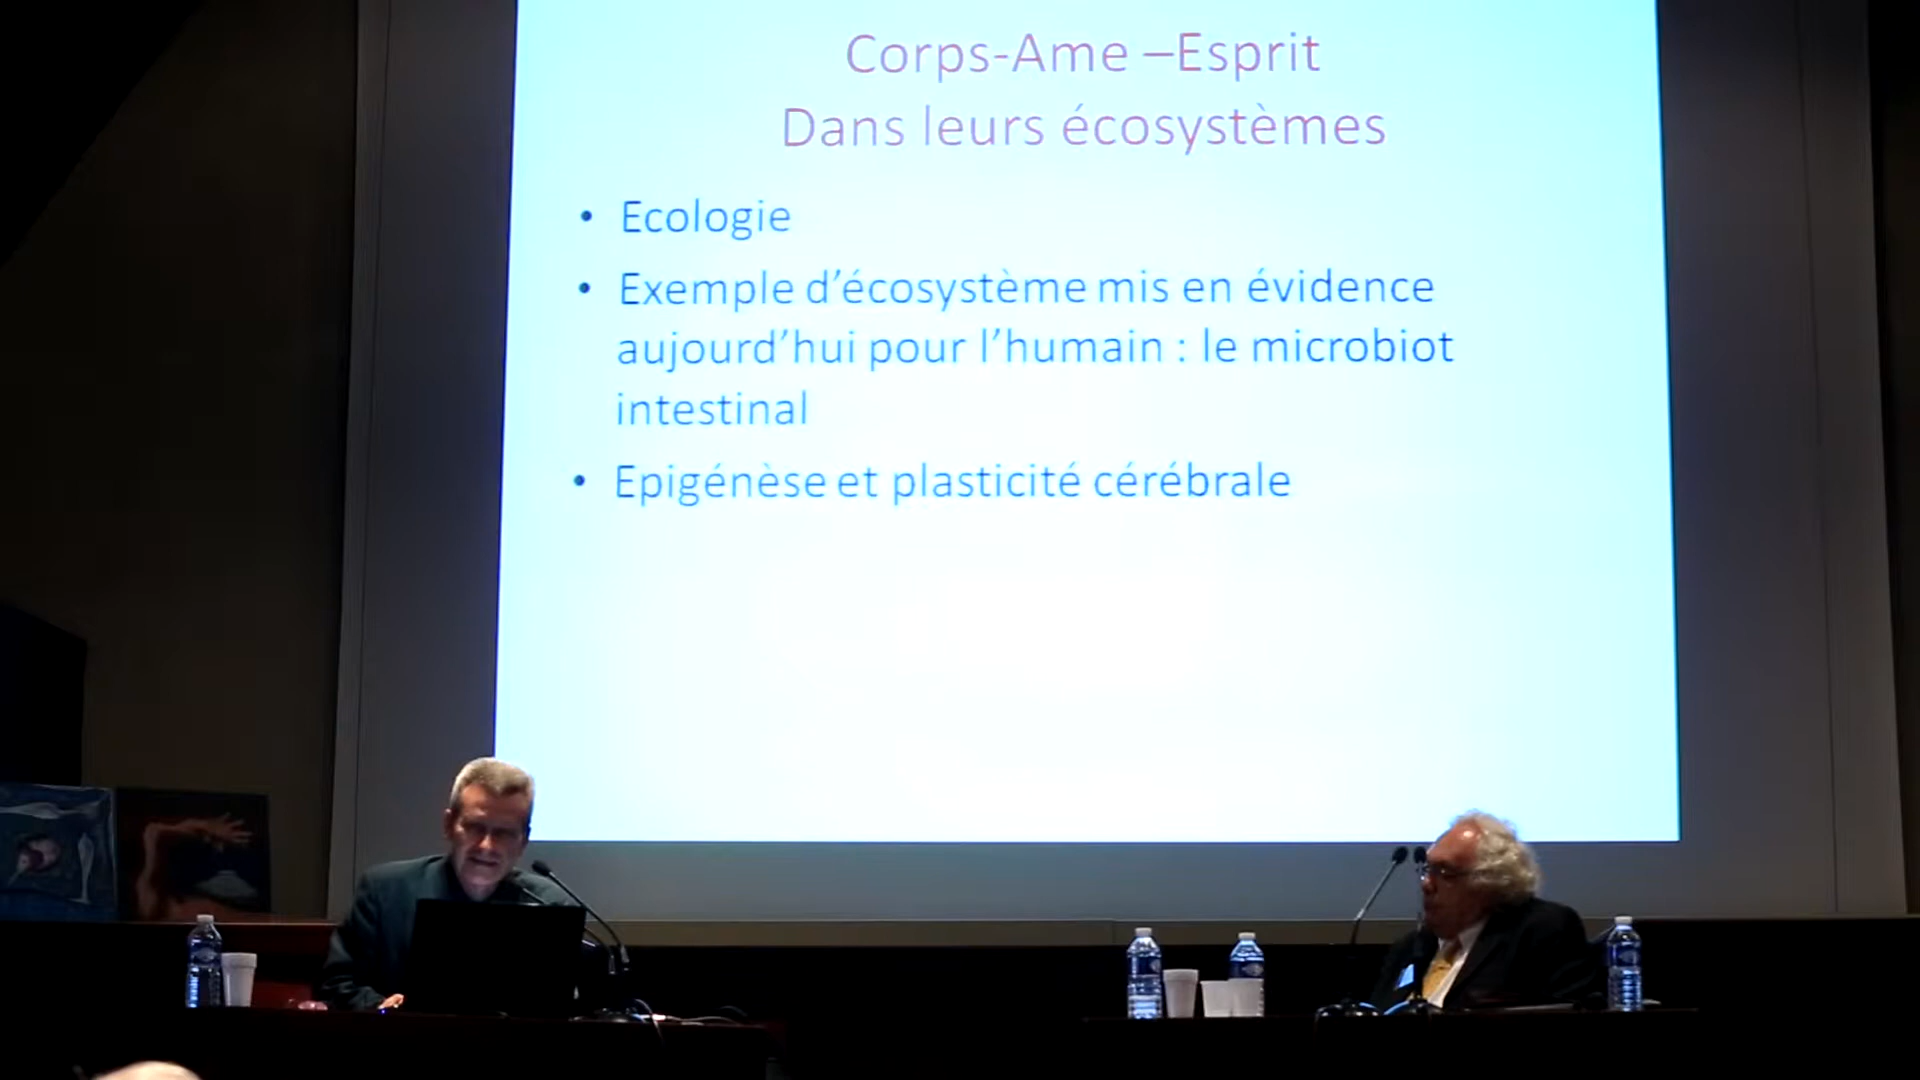 Corps-Ame –Esprit
Dans leurs écosystèmes
• Ecologie
• Exemple d’écosystème mis en évidence
aujourd’hui pour l’humain : le microbiot
intestinal
• Epigénèse et plasticité cérébrale